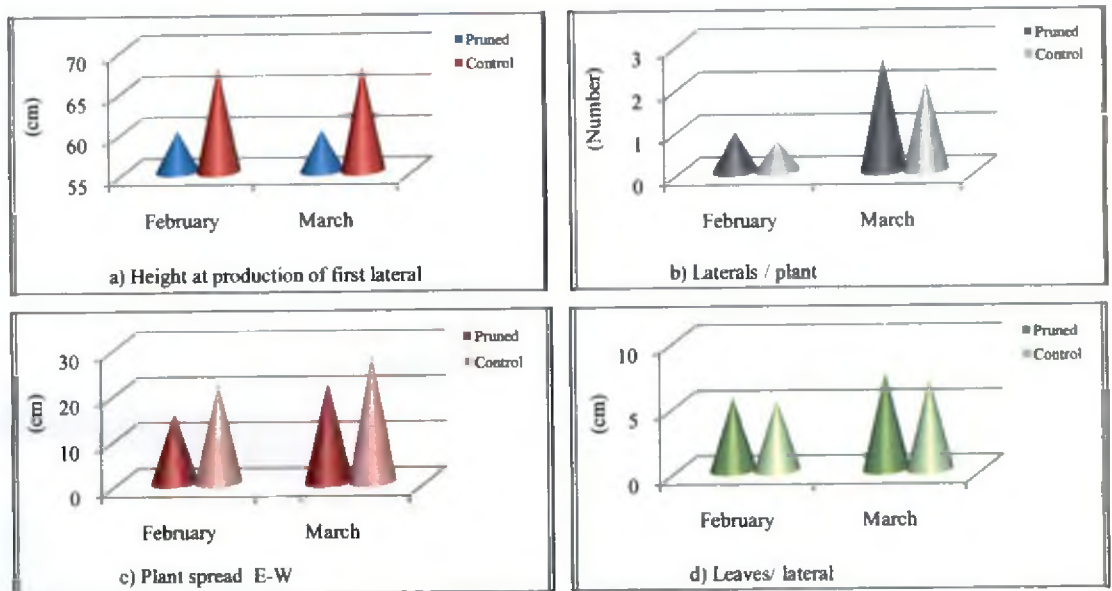 Pruned
Control
(cm)
70
65
60
55
February March
a) Height at production of first lateral
Pruned
Control
(Number)
3
2
1
0
February March
b) Laterals / plant
Pruned
Control
(cm)
30
20
10
0
February March
c) Plant spread E-W
Pruned
Control
(cm)
10
5
0
February March
d) Leaves/ lateral